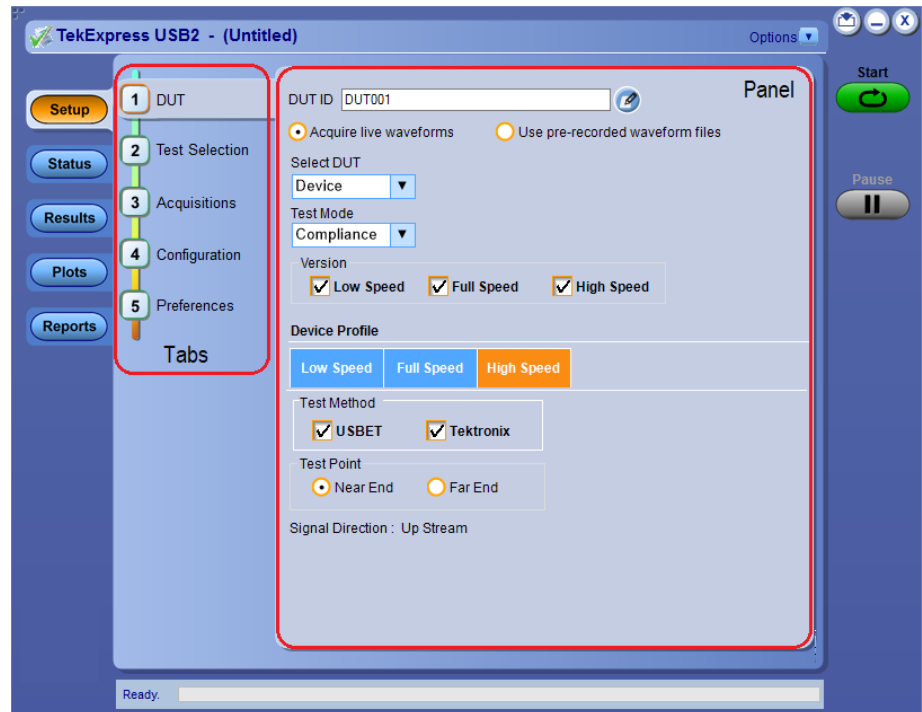 TekExpress USB2 - (Untitled)
Options
Start
Pause
Setup
Status
Results
Plots
Reports
1 DUT
2 Test Selection
3 Acquisitions
4 Configuration
5 Preferences
Tabs
Panel
DUT ID DUT001
Acquire live waveforms Use pre-recorded waveform files
Select DUT
Device
Test Mode
Compliance
Version
Low Speed Full Speed High Speed
Device Profile
Low Speed Full Speed High Speed
Test Method
USBET Tektronix
Test Point
Near End Far End
Signal Direction : Up Stream
Ready.